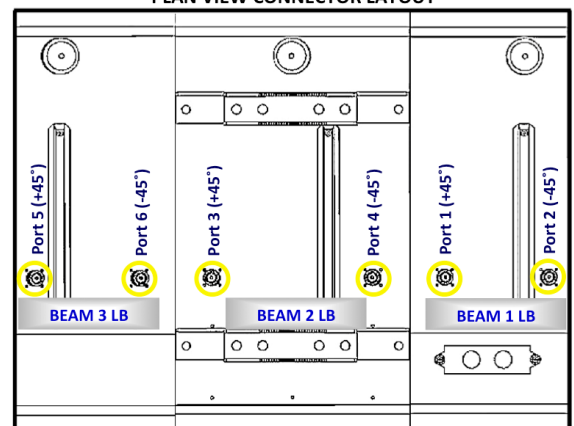 PLAN VIEW CONNECTOR LAYOUT
Port 5 (+45°)
Port 6 (-45°)
Port 3 (+45°)
Port 4 (-45°)
Port 1 (+45°)
Port 2 (-45°)
BEAM 3 LB
BEAM 2 LB
BEAM 1 LB